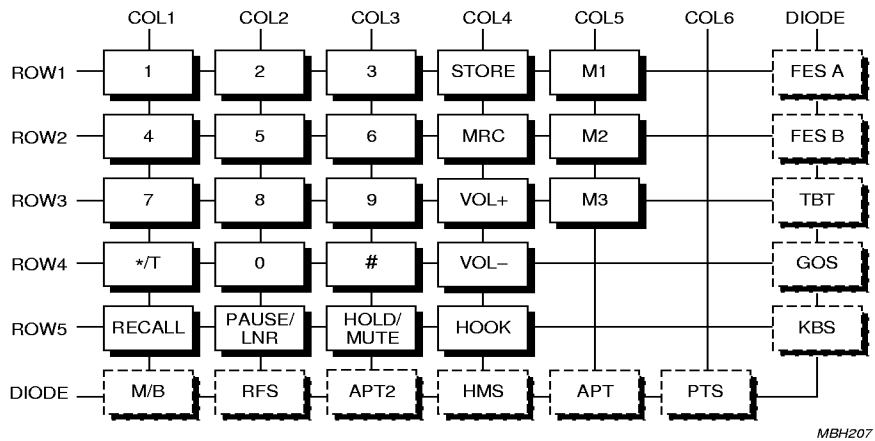 COL1 COL2 COL3 COL4 COL5 COL6 DIODE
ROW1 1 2 3 STORE M1 FES A
ROW2 4 5 6 MRC M2 FES B
ROW3 7 8 9 VOL+ M3 TBT
ROW4 */T 0 # VOL– GOS
ROW5 RECALL PAUSE/ LNR HOLD/ MUTE HOOK KBS
DIODE M/B RFS APT2 HMS APT PTS
MBH207